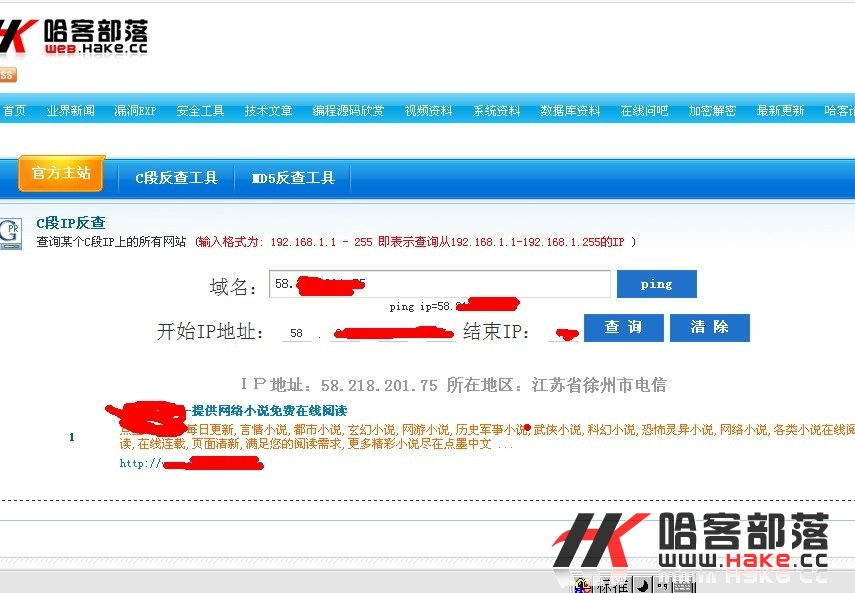 哈客部落
WEB.HAKE.CC
SS
首页 业界新闻 漏洞EXP 安全工具 技术文章 编程源码欣赏 视频资料 系统资料 数据库资料 在线问吧 加密解密 最新更新 哈客
官方主站 C段反查工具 MD5反查工具
C段IP反查
查询某个C段IP上的所有网站 (输入格式为: 192.168.1.1 - 255 即表示查询从192.168.1.1-192.168.1.255的IP )
域名: 58. ping
ping ip=58.
开始IP地址: 58 . 结束IP: 查 询 清 除
IP地址: 58.218.201.75 所在地区: 江苏省徐州市电信
-提供网络小说免费在线阅读
1
每日更新,言情小说,都市小说,玄幻小说,网游小说,历史军事小说,武侠小说,科幻小说,恐怖灵异小说,网络小说,各类小说在线阅
读,在线连载,页面清新,满足您的阅读需求,更多精彩小说尽在点墨中文 ...
http://
哈客部落
www.Hake.cc
标准